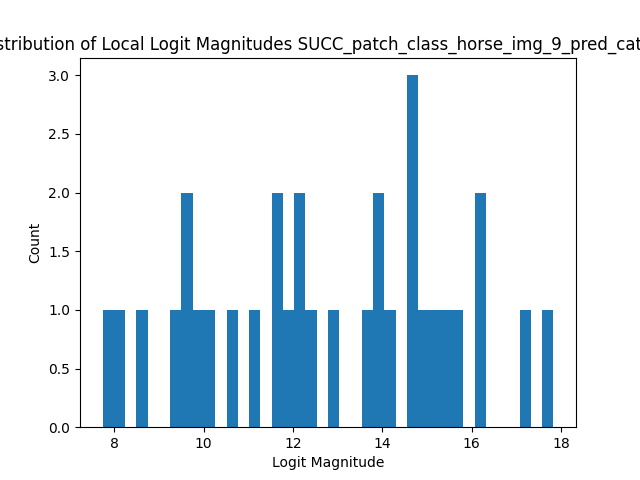 stribution of Local Logit Magnitudes SUCC_patch_class_horse_img_9_pred_cat
3.0
2.5
2.0
1.5
1.0
0.5
0.0
Count
8 10 12 14 16 18
Logit Magnitude